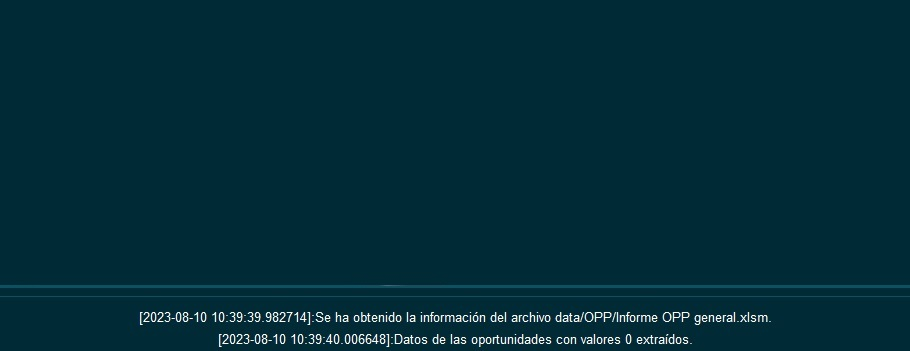 [2023-08-10 10:39:39.982714]:Se ha obtenido la información del archivo data/OPP/Informe OPP general.xlsm.
[2023-08-10 10:39:40.006648]:Datos de las oportunidades con valores 0 extraídos.